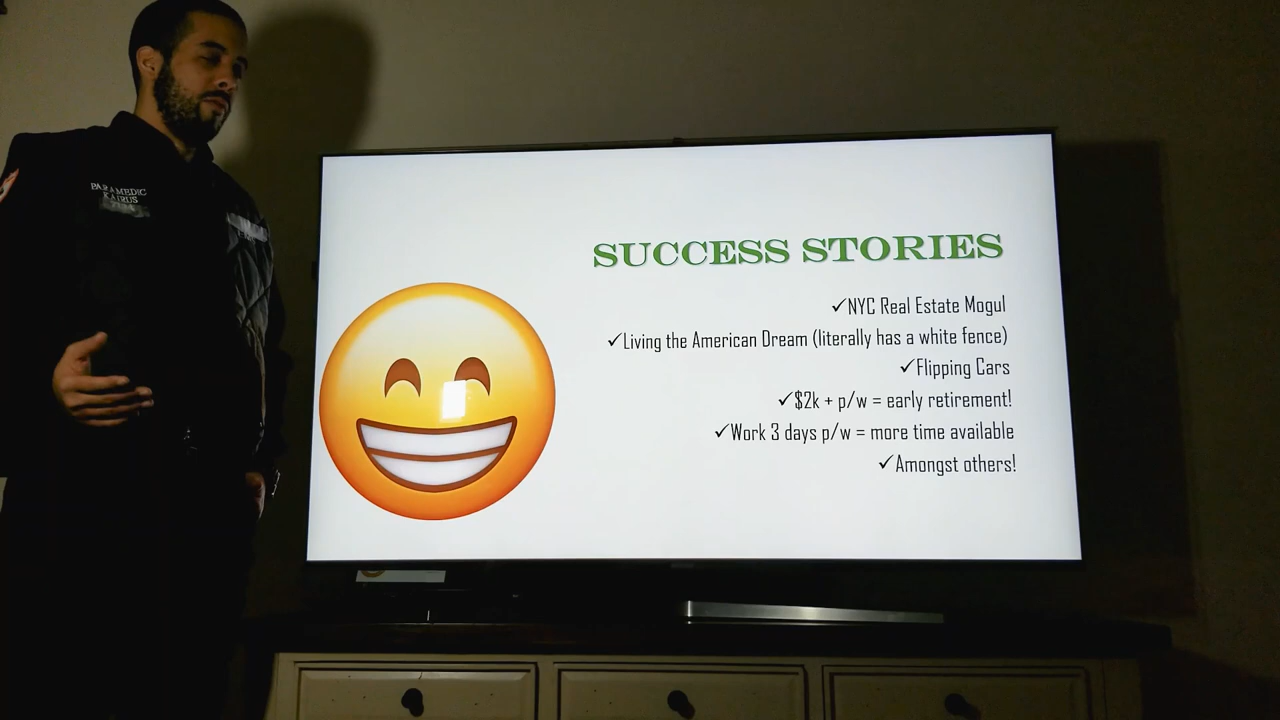 PARAMEDIC
KAIRUS
SUCCESS STORIES
✓NYC Real Estate Mogul
✓Living the American Dream (literally has a white fence)
✓Flipping Cars
✓$2k + p/w = early retirement!
✓Work 3 days p/w = more time available
✓Amongst others!